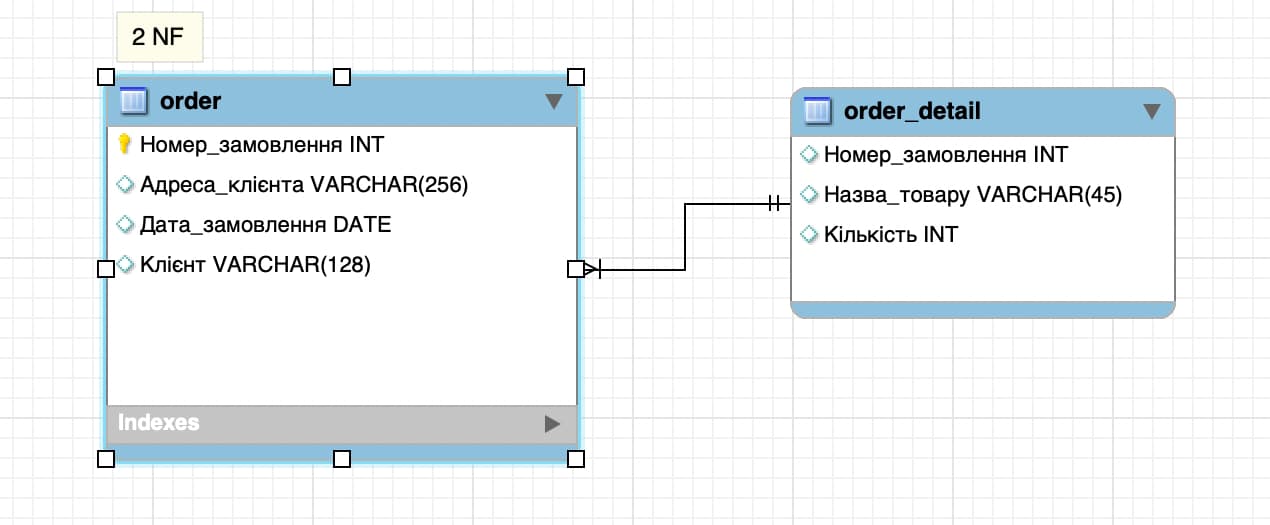 2 NF
order
Номер_замовлення INT
Адреса_клієнта VARCHAR(256)
Дата_замовлення DATE
Клієнт VARCHAR(128)
Indexes
order_detail
Номер_замовлення INT
Назва_товару VARCHAR(45)
Кількість INT